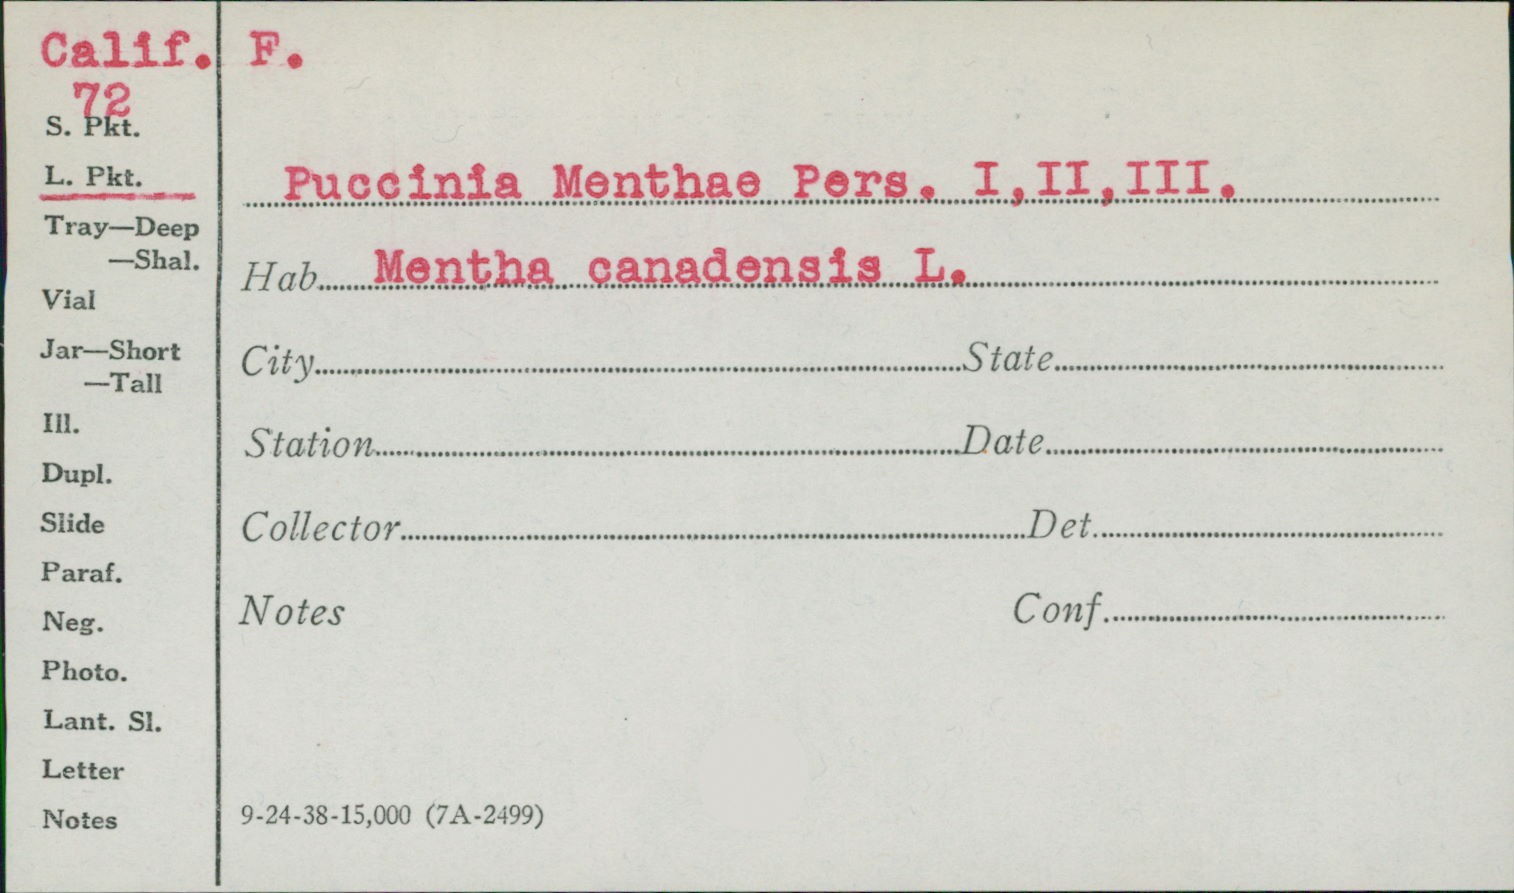 Calif. F.
72
S. Pkt.
L. Pkt.
Puccinia Menthae Pers. I,II,III.
Tray—Deep
—Shal.
Hab. Mentha canadensis L.
Vial
Jar—Short
—Tall
City State
Ill.
Station Date
Dupl.
Slide
Collector Det.
Paraf.
Neg.
Notes Conf.
Photo.
Lant. Sl.
Letter
Notes
9-24-38-15,000 (7A-2499)